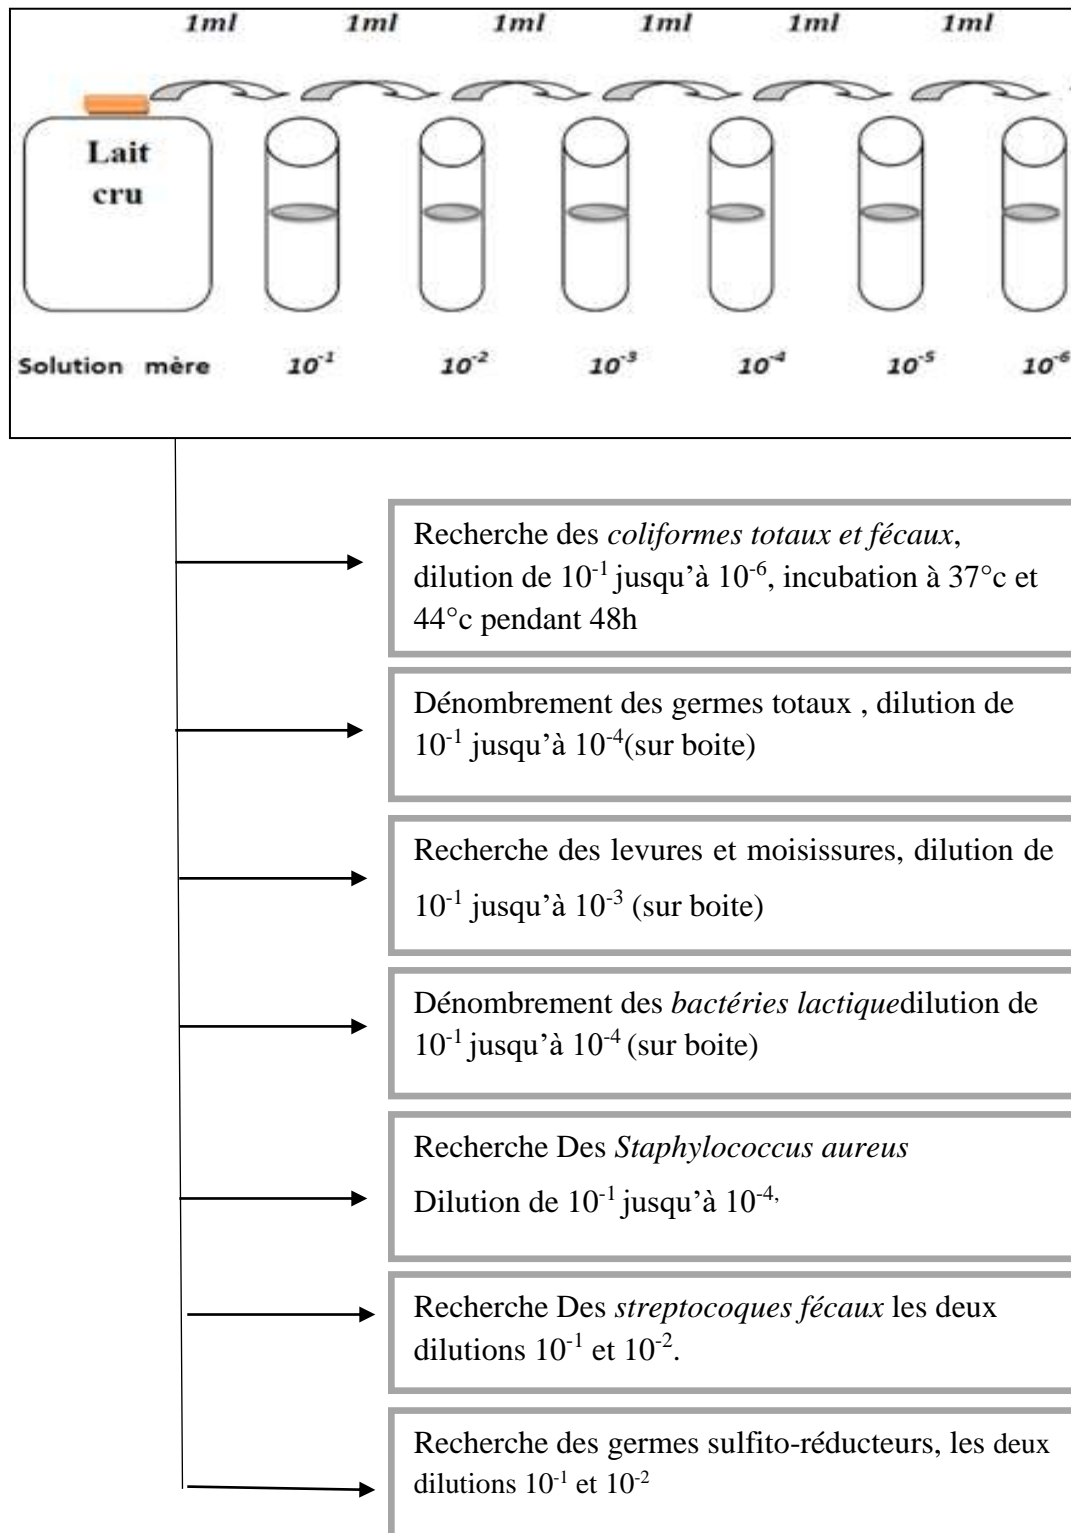 1ml 1ml 1ml 1ml 1ml 1ml
Lait
cru
Solution mère 10⁻¹ 10⁻² 10⁻³ 10⁻⁴ 10⁻⁵ 10⁻⁶
Recherche des coliformes totaux et fécaux,
dilution de 10⁻¹ jusqu’à 10⁻⁶, incubation à 37°c et
44°c pendant 48h
Dénombrement des germes totaux , dilution de
10⁻¹ jusqu’à 10⁻⁴(sur boite)
Recherche des levures et moisissures, dilution de
10⁻¹ jusqu’à 10⁻³ (sur boite)
Dénombrement des bactéries lactiquedilution de
10⁻¹ jusqu’à 10⁻⁴ (sur boite)
Recherche Des Staphylococcus aureus
Dilution de 10⁻¹ jusqu’à 10⁻⁴,
Recherche Des streptocoques fécaux les deux
dilutions 10⁻¹ et 10⁻².
Recherche des germes sulfito-réducteurs, les deux
dilutions 10⁻¹ et 10⁻²